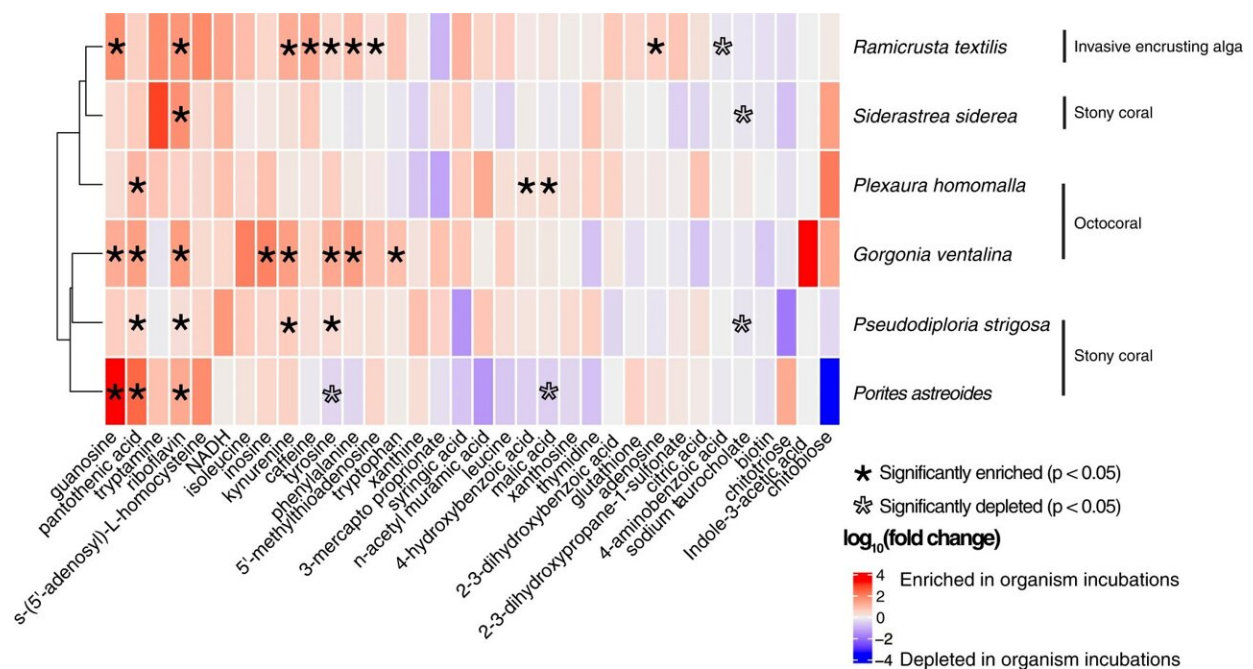 Ramicrusta textilis
Invasive encrusting alga
Siderastrea siderea
Stony coral
Plexaura homomalla
Octocoral
Gorgonia ventalina
Pseudodiploria strigosa
Stony coral
Porites astreoides
guanosine
pantothenic acid
tryptamine
riboflavin
s-(5'-adenosyl)-L-homocysteine
NADH
isoleucine
inosine
kynurenine
caffeine
tyrosine
phenylalanine
5'-methylthioadenosine
tryptophan
xanthine
3-mercapto propionate
syringic acid
n-acetyl muramic acid
leucine
4-hydroxybenzoic acid
malic acid
xanthosine
thymidine
2-3-dihydroxybenzoic acid
glutathione
adenosine
2-3-dihydroxypropane-1-sulfonate
citric acid
4-aminobenzoic acid
sodium taurocholate
biotin
chitotriose
Indole-3-acetic acid
chitobiose
Significantly enriched (p < 0.05)
Significantly depleted (p < 0.05)
log10(fold change)
4 Enriched in organism incubations
2
0
−2
−4 Depleted in organism incubations